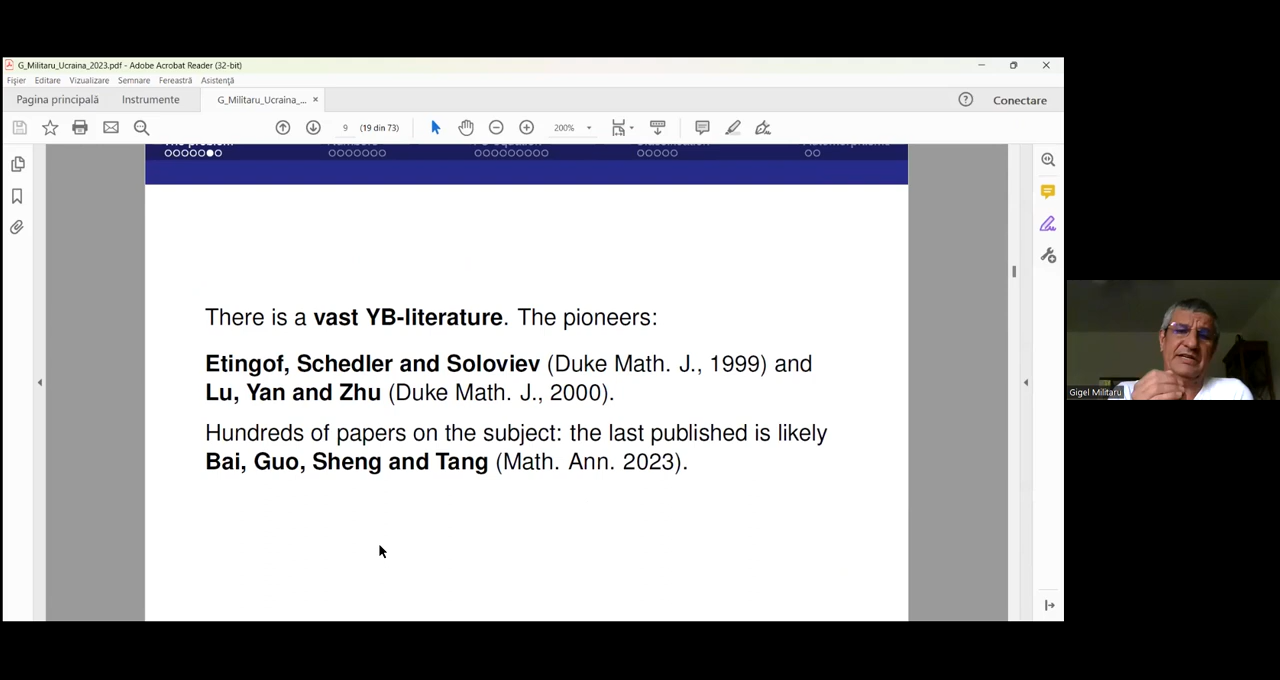 G_Militaru_Ucraina_2023.pdf - Adobe Acrobat Reader (32-bit)
Fișier Editare Vizualizare Semnare Fereastră Asistență
Pagina principală Instrumente G_Militaru_Ucraina_... ×
Conectare
9 (19 din 73) 200%
There is a vast YB-literature. The pioneers:
Etingof, Schedler and Soloviev (Duke Math. J., 1999) and
Lu, Yan and Zhu (Duke Math. J., 2000).
Hundreds of papers on the subject: the last published is likely
Bai, Guo, Sheng and Tang (Math. Ann. 2023).
Gigel Militaru